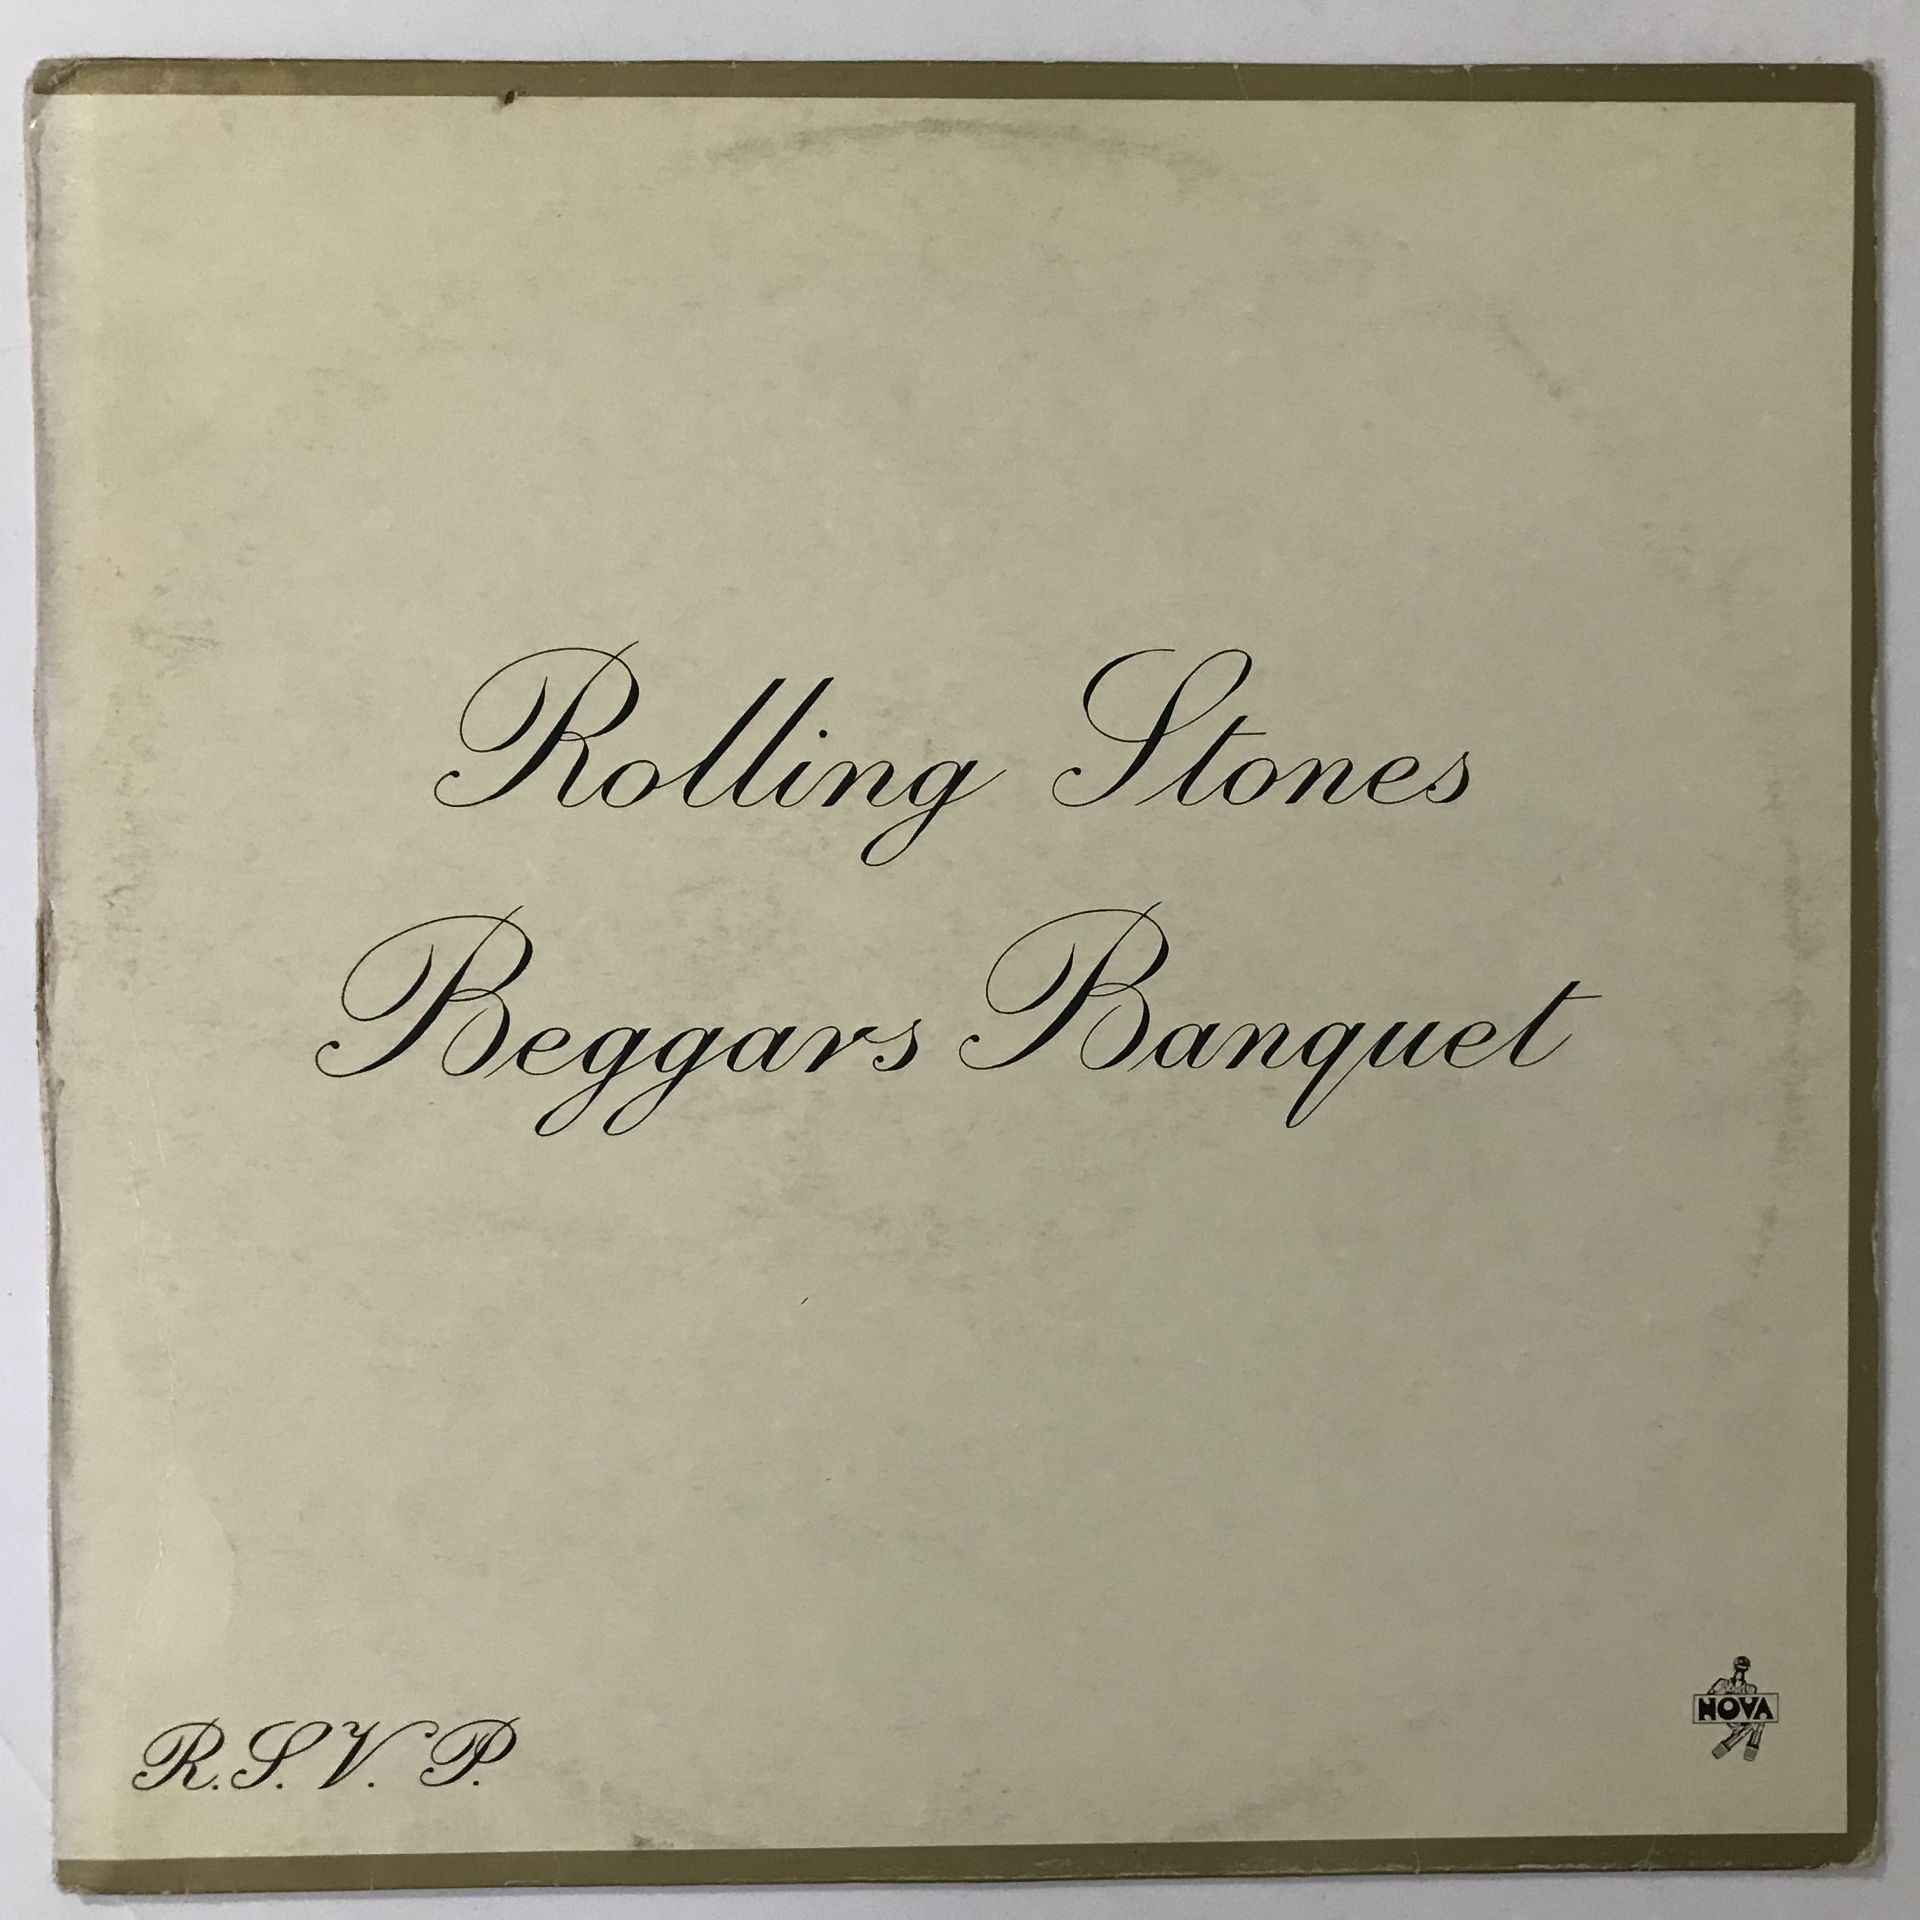 Rolling Stones
Beggars Banquet
R.S.V.P.
NOVA